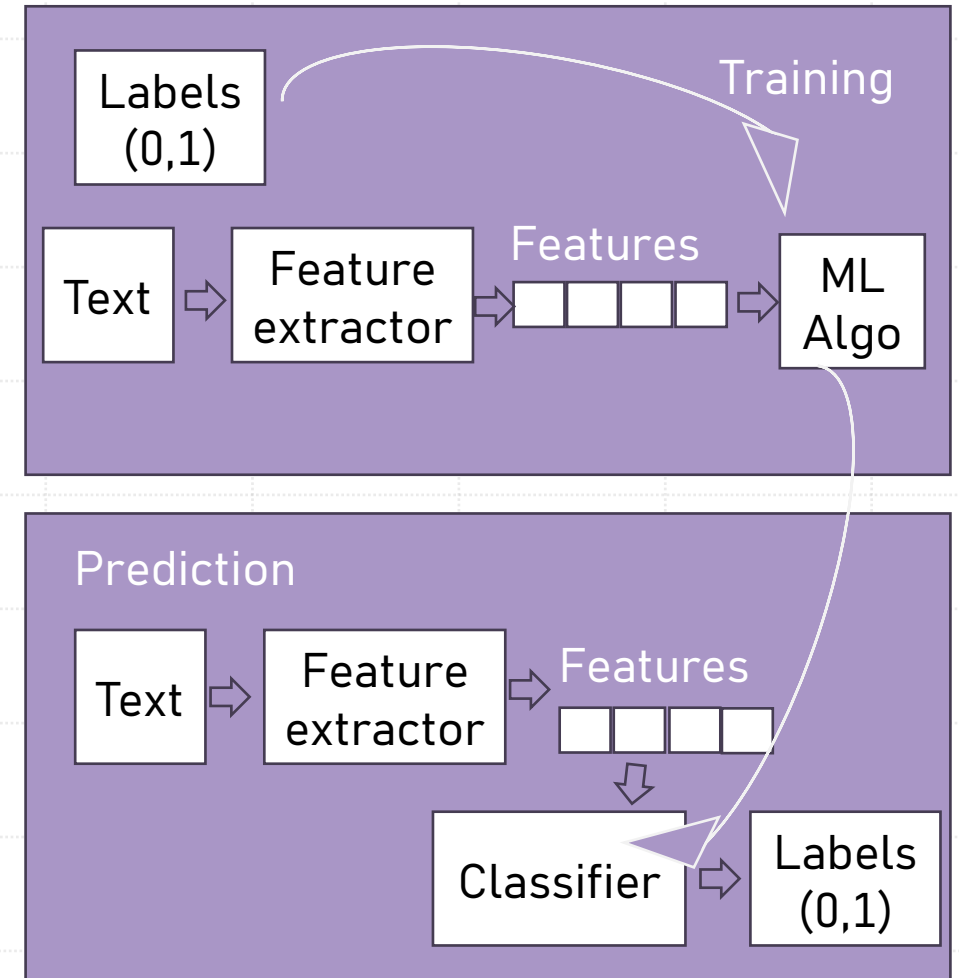 Labels
(0,1)
Training
Text
Feature
extractor
Features
ML
Algo
Prediction
Text
Feature
extractor
Features
Classifier
Labels
(0,1)